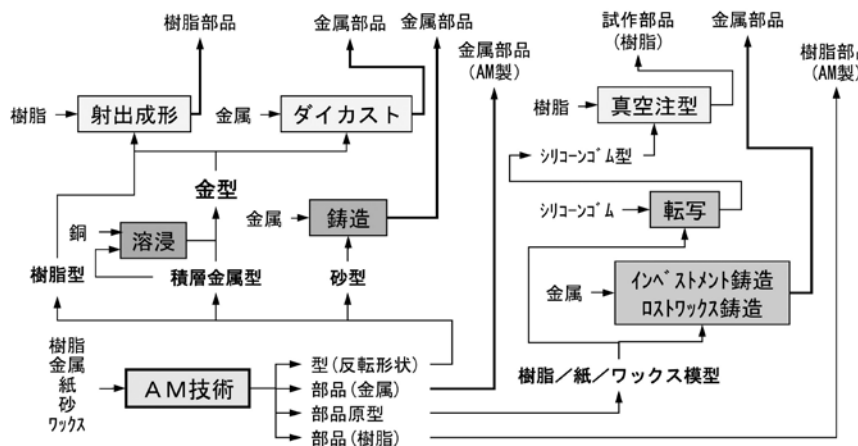 樹脂部品
金属部品
金属部品
金属部品
(AM製)
試作部品
(樹脂)
金属部品
樹脂部品
(AM製)
樹脂
射出成形
金属
ダイカスト
樹脂
真空注型
シリコーンゴム型
金型
銅
溶浸
金属
鋳造
シリコーンゴム
転写
樹脂型
積層金属型
砂型
金属
インベストメント鋳造
ロストワックス鋳造
樹脂
金属
紙
砂
ワックス
AM技術
型(反転形状)
部品(金属)
部品原型
部品(樹脂)
樹脂/紙/ワックス模型